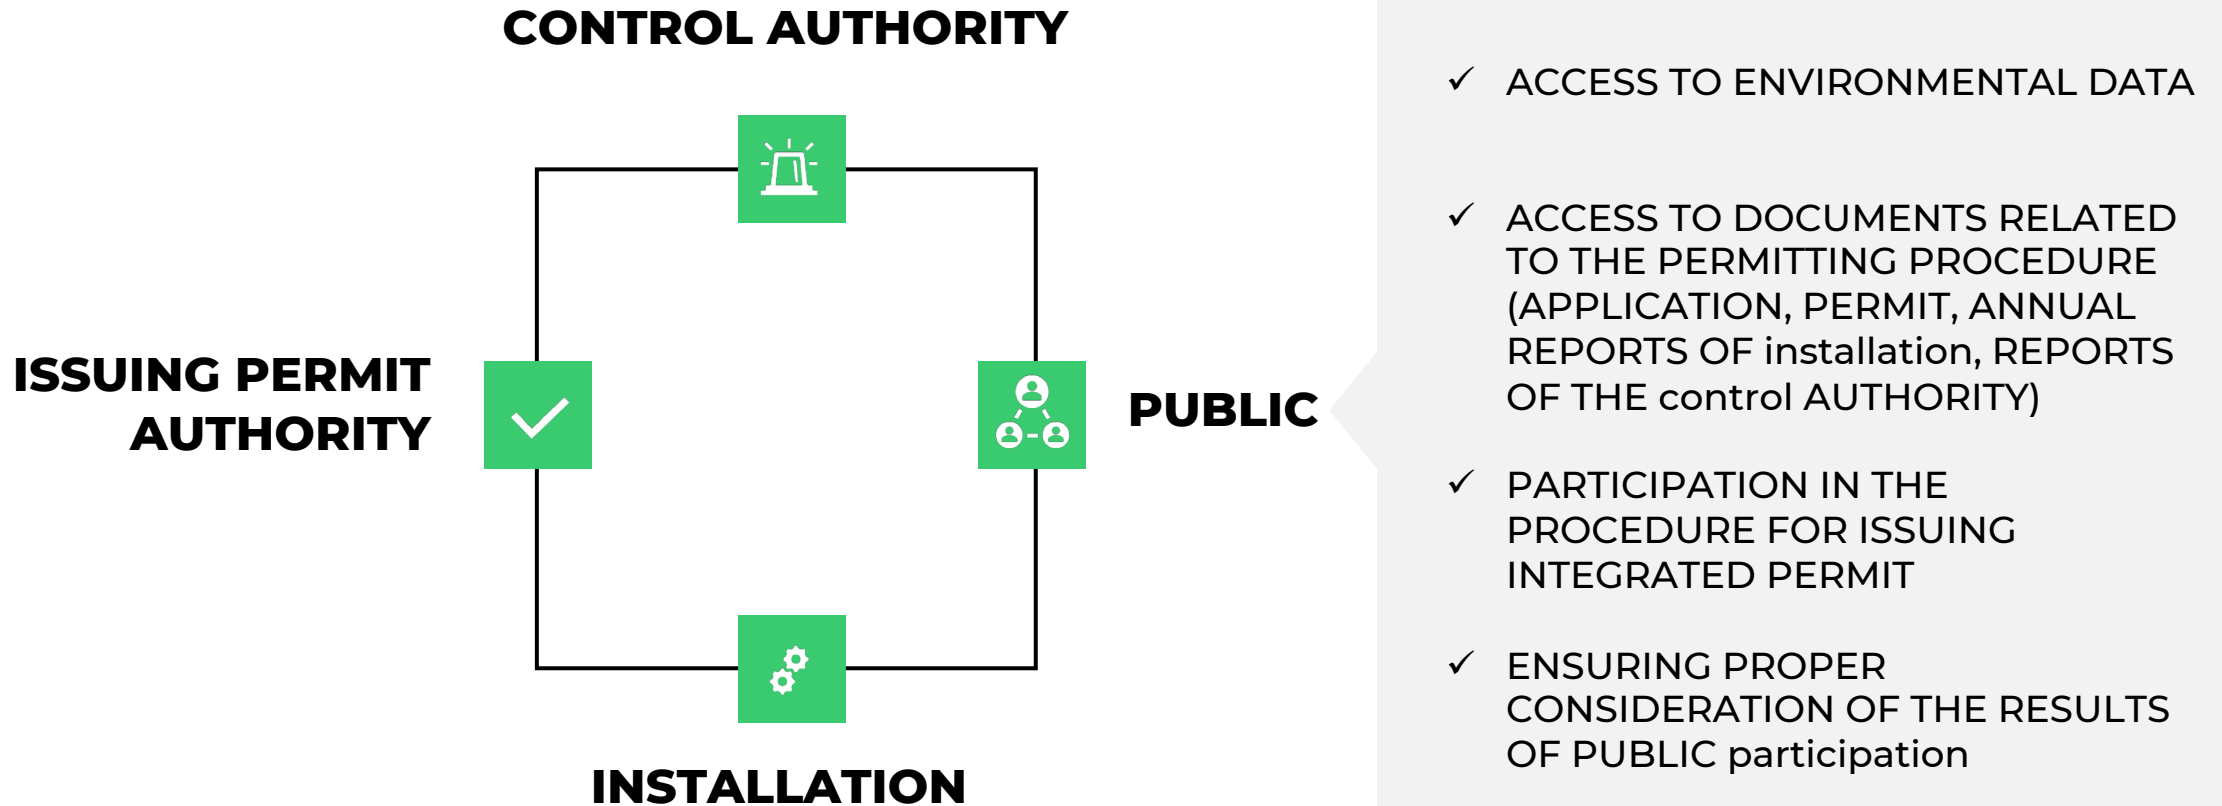 CONTROL AUTHORITY
ISSUING PERMIT
AUTHORITY
PUBLIC
INSTALLATION
✓ ACCESS TO ENVIRONMENTAL DATA
✓ ACCESS TO DOCUMENTS RELATED
TO THE PERMITTING PROCEDURE
(APPLICATION, PERMIT, ANNUAL
REPORTS OF installation, REPORTS
OF THE control AUTHORITY)
✓ PARTICIPATION IN THE
PROCEDURE FOR ISSUING
INTEGRATED PERMIT
✓ ENSURING PROPER
CONSIDERATION OF THE RESULTS
OF PUBLIC participation